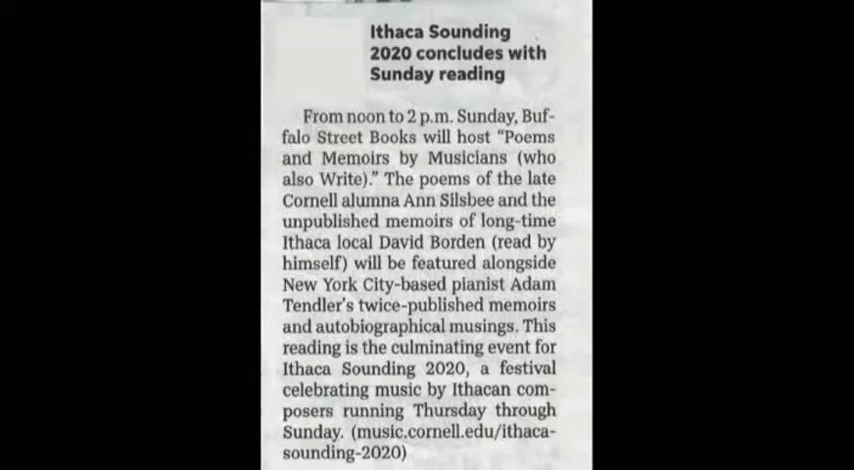 Ithaca Sounding
2020 concludes with
Sunday reading
From noon to 2 p.m. Sunday, Buf-
falo Street Books will host “Poems
and Memoirs by Musicians (who
also Write).” The poems of the late
Cornell alumna Ann Silsbee and the
unpublished memoirs of long-time
Ithaca local David Borden (read by
himself) will be featured alongside
New York City-based pianist Adam
Tendler’s twice-published memoirs
and autobiographical musings. This
reading is the culminating event for
Ithaca Sounding 2020, a festival
celebrating music by Ithacan com-
posers running Thursday through
Sunday. (music.cornell.edu/ithaca-
sounding-2020)